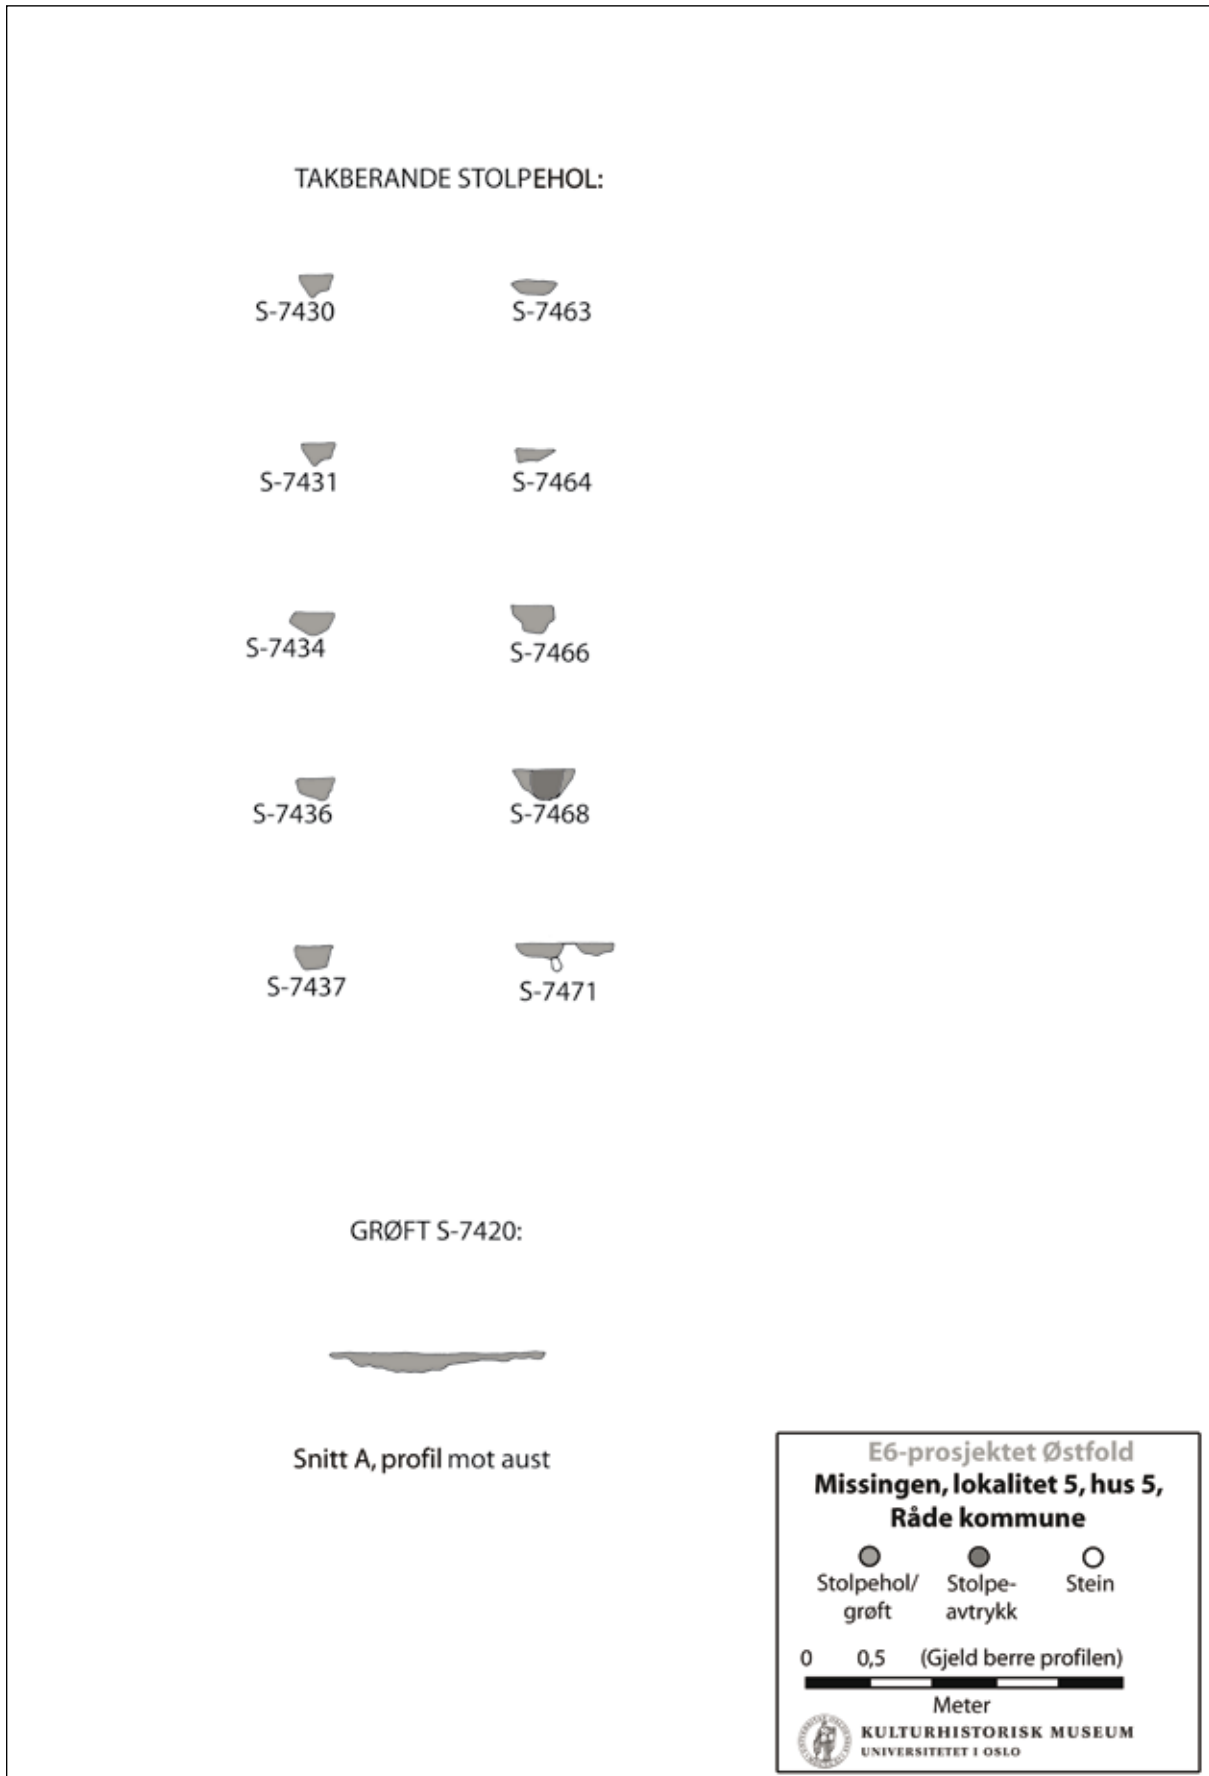 TAKBERANDE STOLPEHOL:
S-7430
S-7463
S-7431
S-7464
S-7434
S-7466
S-7436
S-7468
S-7437
S-7471
GRØFT S-7420:
Snitt A, profil mot aust
E6-prosjektet Østfold
Missingen, lokalitet 5, hus 5,
Råde kommune
Stolpehol/
grøft
Stolpe-
avtrykk
Stein
0 0,5 (Gjeld berre profilen)
Meter
KULTURHISTORISK MUSEUM
UNIVERSITETET I OSLO